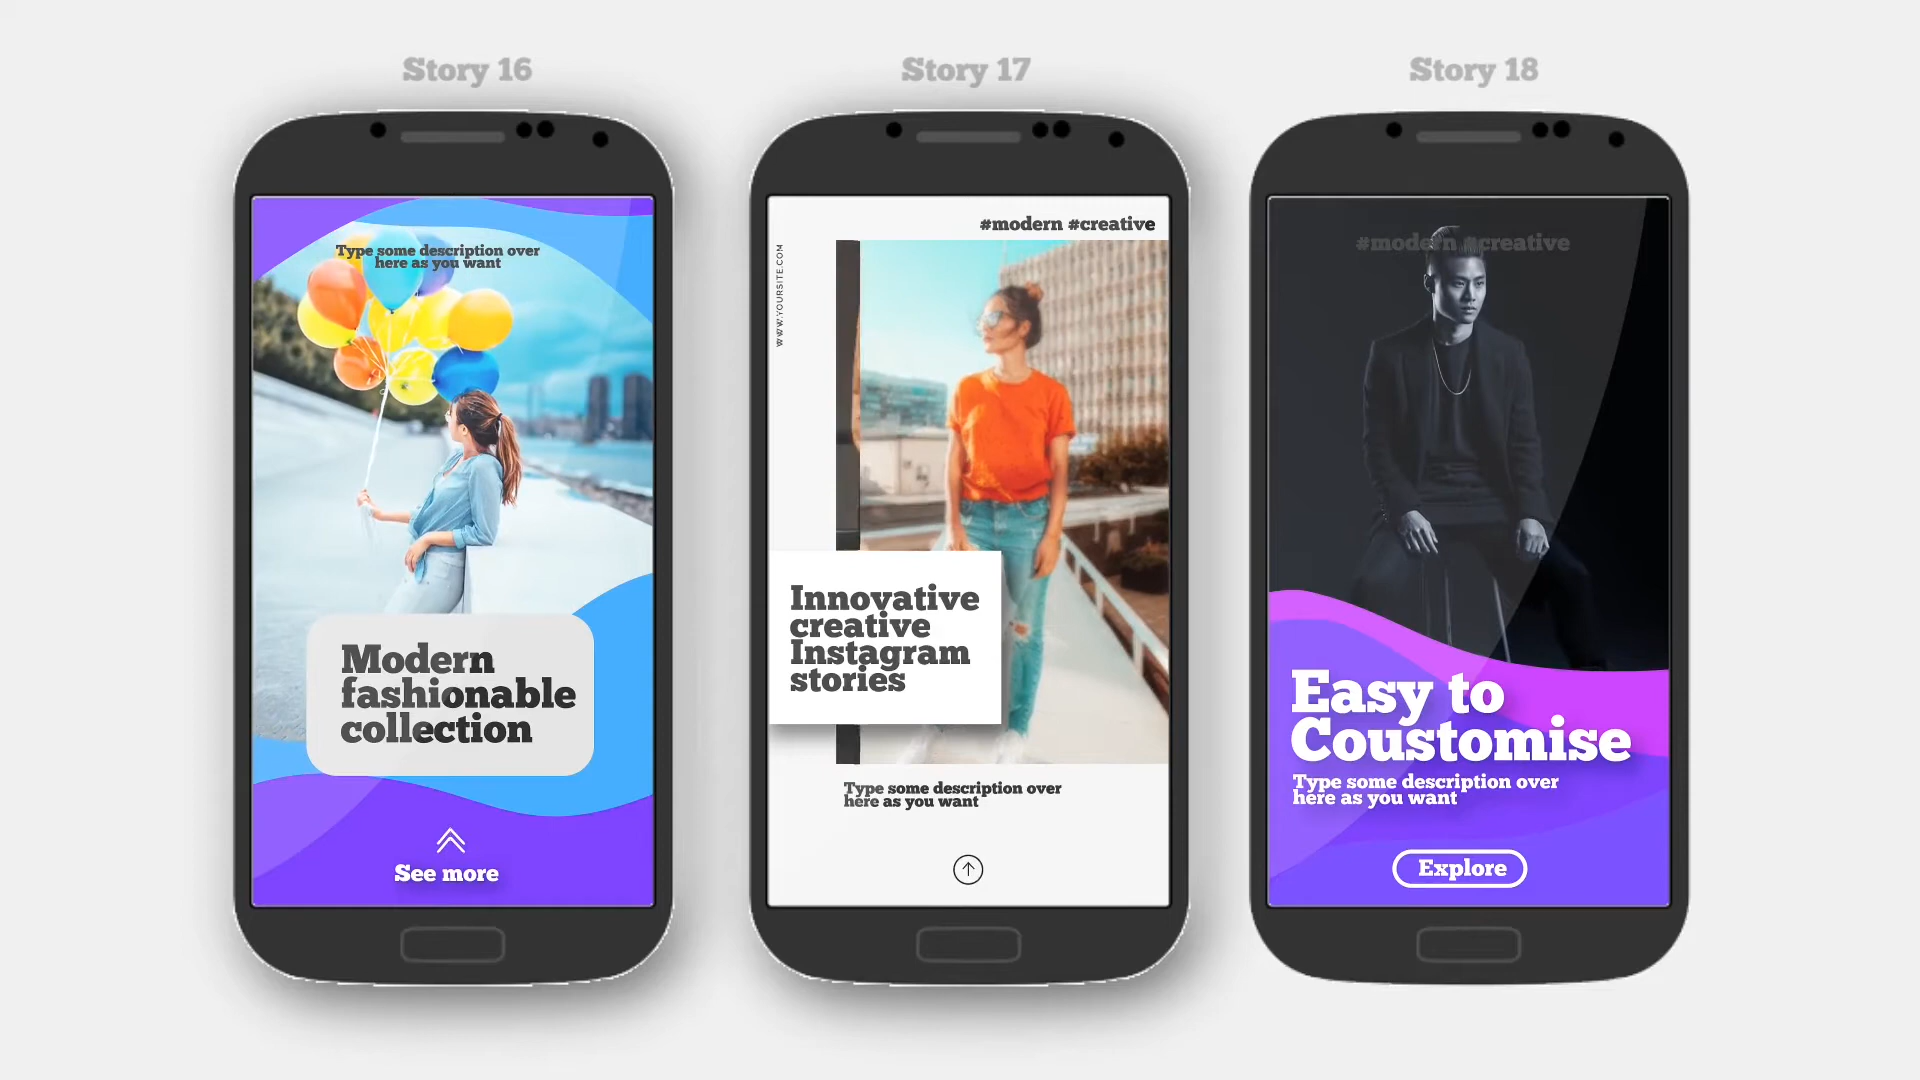 Story 16
Type some description over
here as you want
Modern
fashionable
collection
See more
Story 17
#modern #creative
WWW.YOURSITE.COM
Innovative
creative
Instagram
stories
Type some description over
here as you want
Story 18
#modern #creative
Easy to
Coustomise
Type some description over
here as you want
Explore